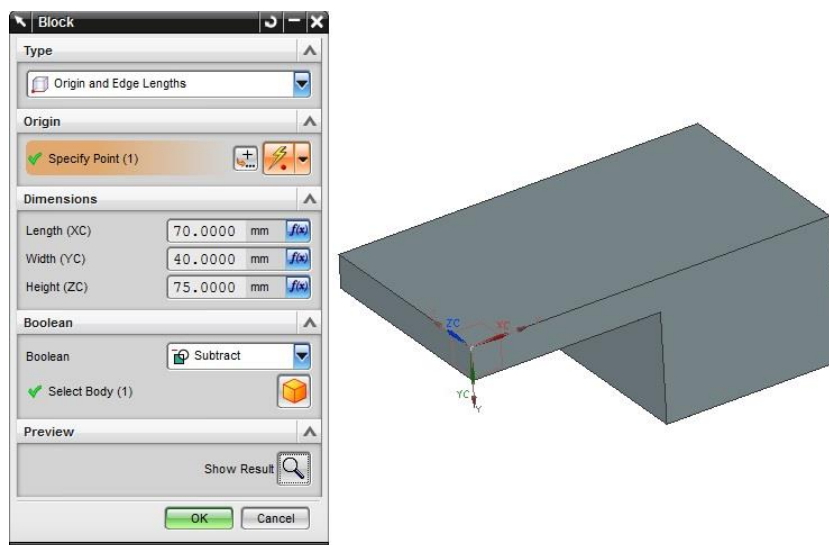 Block
Type
Origin and Edge Lengths
Origin
Specify Point (1)
Dimensions
Length (XC) 70.0000 mm f(x)
Width (YC) 40.0000 mm f(x)
Height (ZC) 75.0000 mm f(x)
Boolean
Boolean Subtract
Select Body (1)
Preview
Show Result
OK Cancel
ZC XC
YC Y